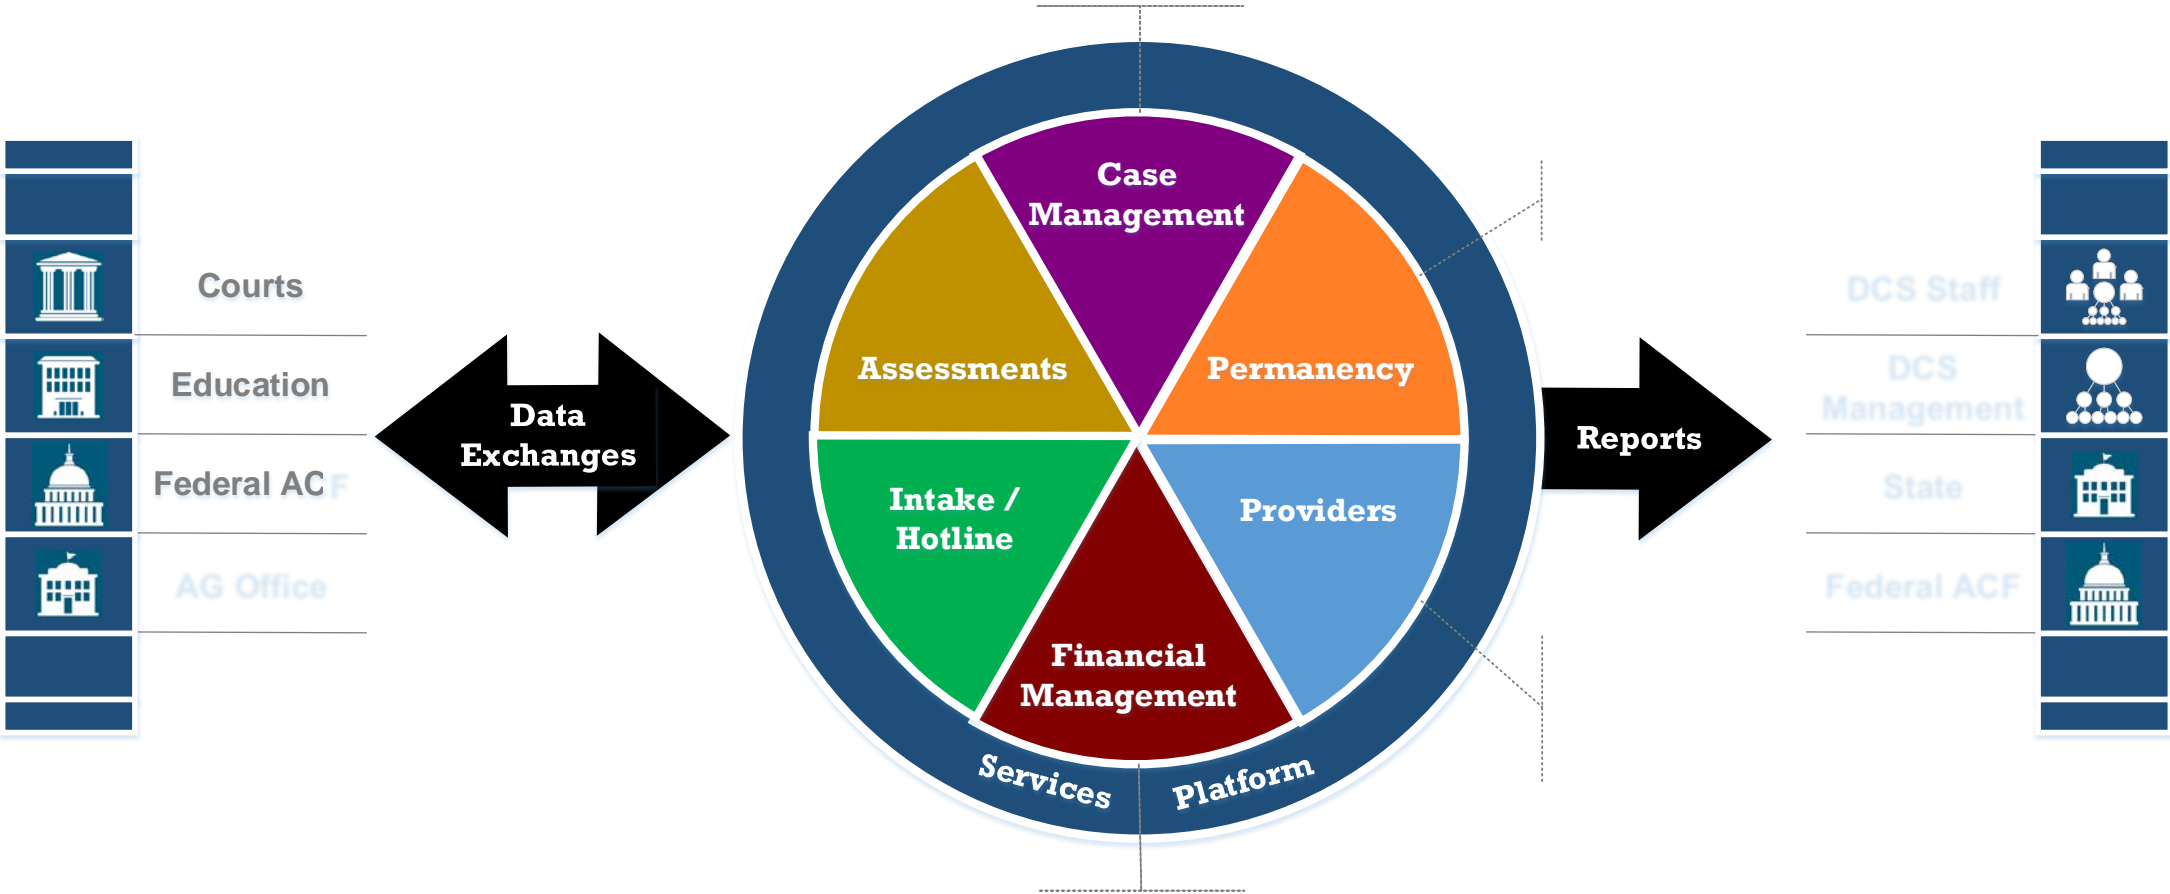 Courts
Education
Federal ACF
AG Office
Data
Exchanges
Case
Management
Assessments
Permanency
Intake /
Hotline
Providers
Financial
Management
Services Platform
Reports
DCS Staff
DCS
Management
State
Federal ACF